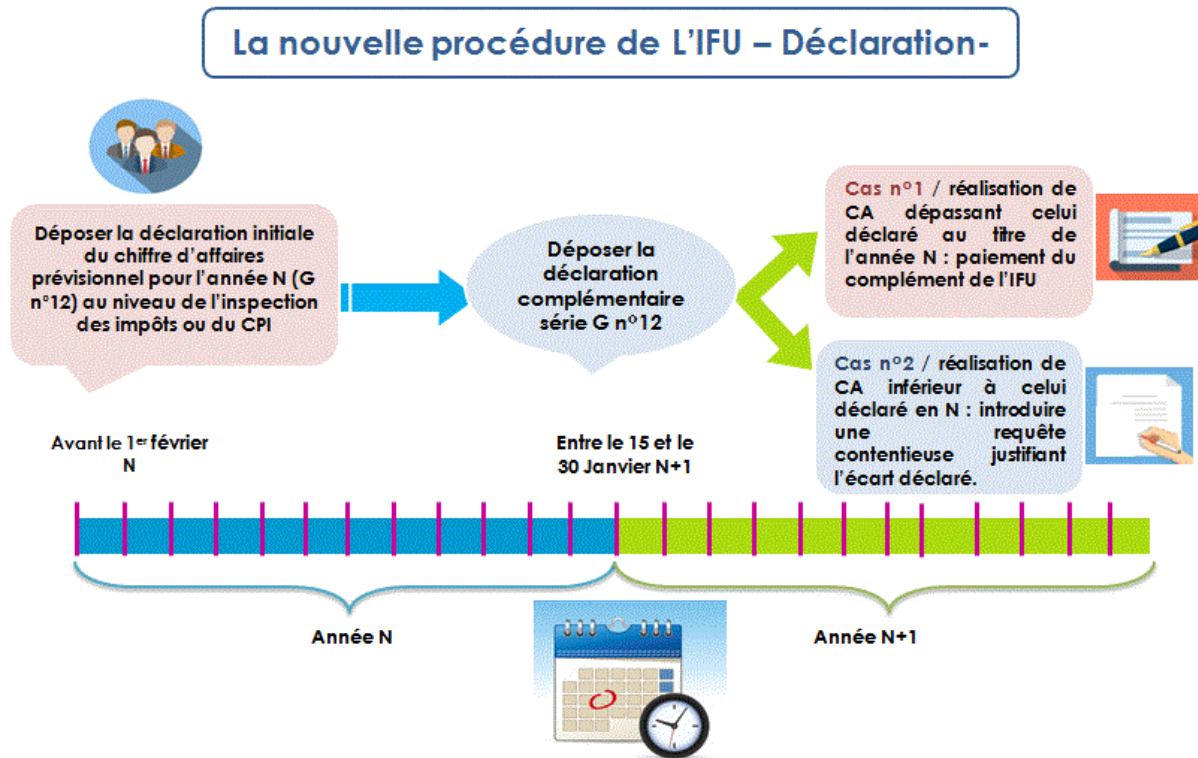 La nouvelle procédure de L'IFU – Déclaration-
Déposer la déclaration initiale
du chiffre d'affaires
prévisionnel pour l'année N (G
n°12) au niveau de l'inspection
des impôts ou du CPI
Déposer la
déclaration
complémentaire
série G n°12
Cas n°1 / réalisation de
CA dépassant celui
déclaré au titre de
l'année N : paiement du
complément de l'IFU
Cas n°2 / réalisation de
CA inférieur à celui
déclaré en N : introduire
une requête
contentieuse justifiant
l'écart déclaré.
Avant le 1er février
N
Entre le 15 et le
30 Janvier N+1
Année N
Année N+1